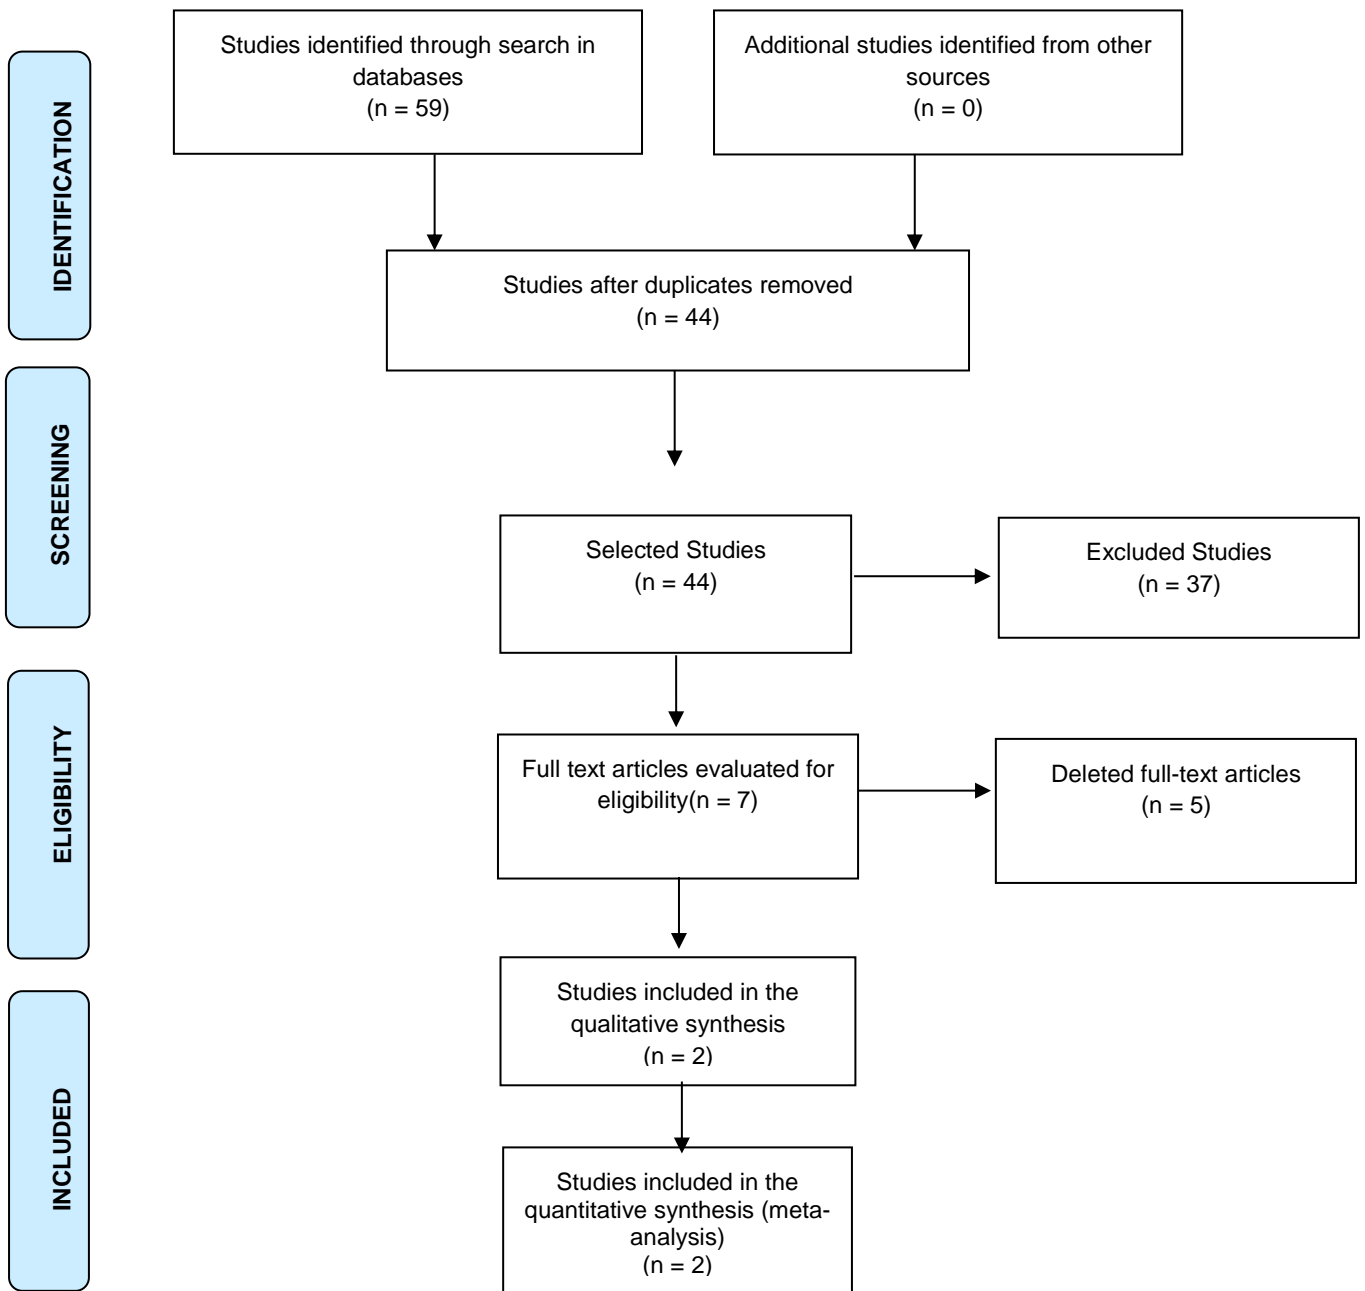 IDENTIFICATION
Studies identified through search in
databases
(n = 59)
Additional studies identified from other
sources
(n = 0)
Studies after duplicates removed
(n = 44)
SCREENING
Selected Studies
(n = 44)
Excluded Studies
(n = 37)
ELIGIBILITY
Full text articles evaluated for
eligibility(n = 7)
Deleted full-text articles
(n = 5)
INCLUDED
Studies included in the
qualitative synthesis
(n = 2)
Studies included in the
quantitative synthesis (meta-
analysis)
(n = 2)